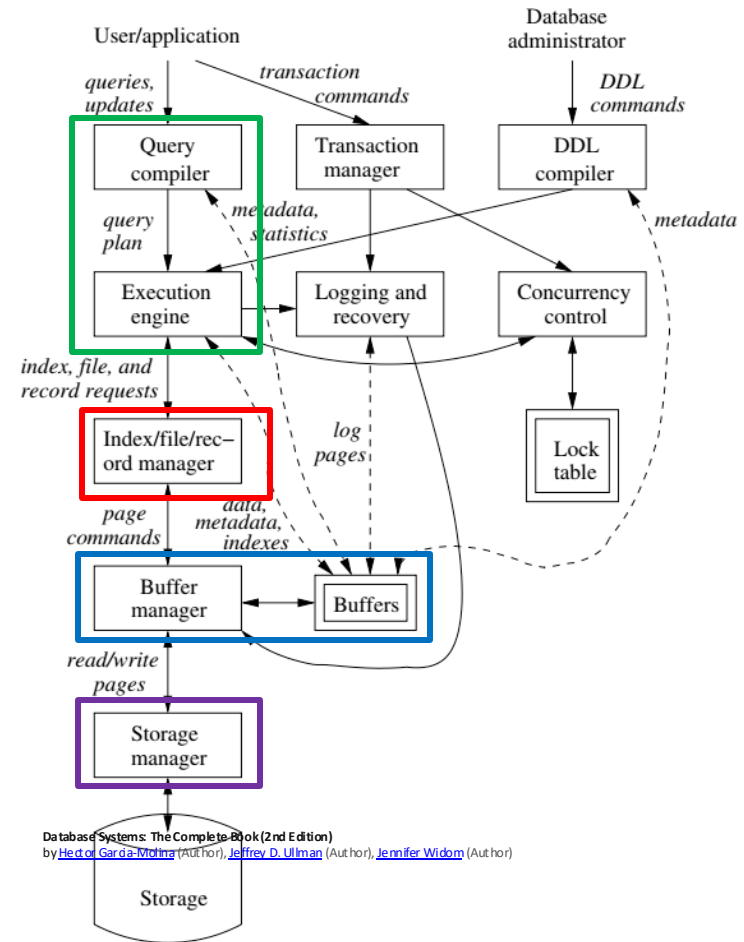 User/application
Database
administrator
queries,
updates
transaction
commands
DDL
commands
Query
compiler
Transaction
manager
DDL
compiler
query
plan
metadata,
statistics
metadata
Execution
engine
Logging and
recovery
Concurrency
control
index, file, and
record requests
Index/file/rec–
ord manager
log
pages
Lock
table
page
commands
data,
metadata,
indexes
Buffer
manager
Buffers
read/write
pages
Storage
manager
Database Systems: The Complete Book (2nd Edition)
by Hector Garcia-Molina (Author), Jeffrey D. Ullman (Author), Jennifer Widom (Author)
Storage